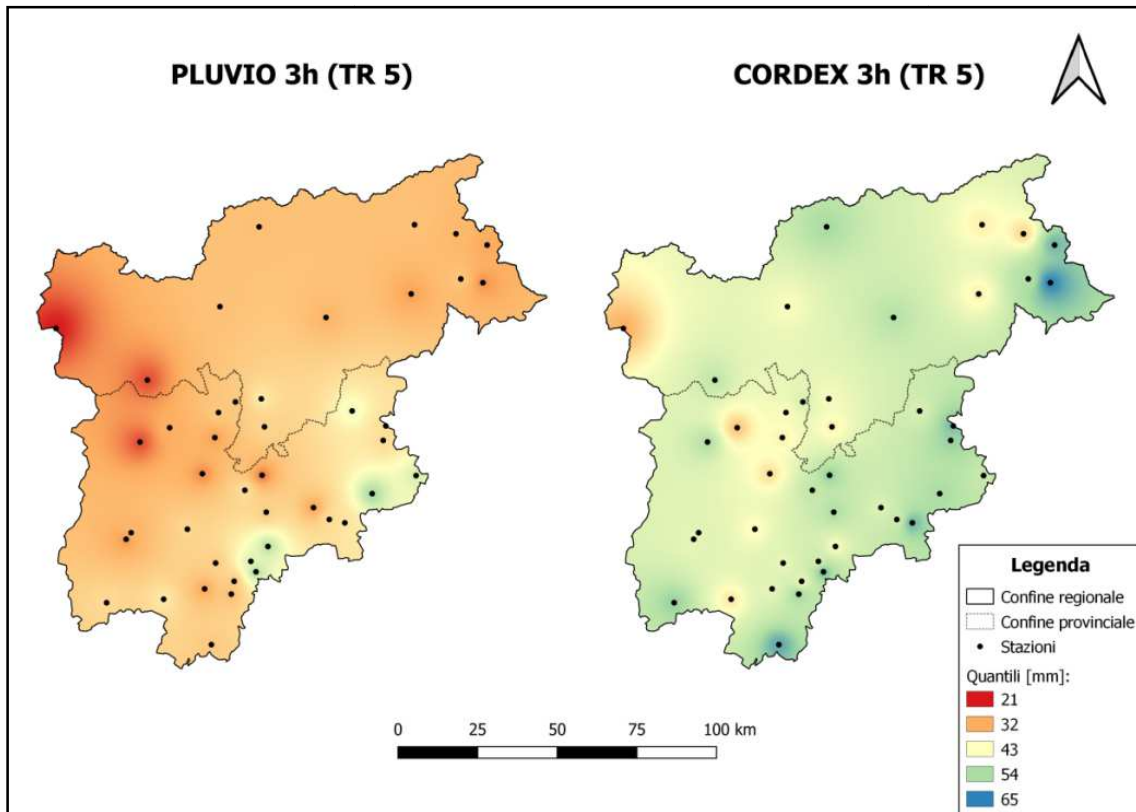 PLUVIO 3h (TR 5)
CORDEX 3h (TR 5)
Legenda
Confine regionale
Confine provinciale
Stazioni
Quantili [mm]:
21
32
43
54
65
0 25 50 75 100 km